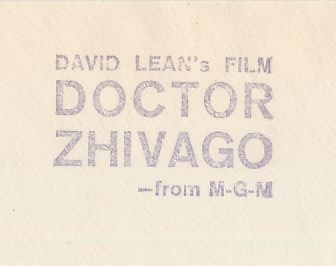 DAVID LEAN's FILM
DOCTOR
ZHIVAGO
—from M-G-M